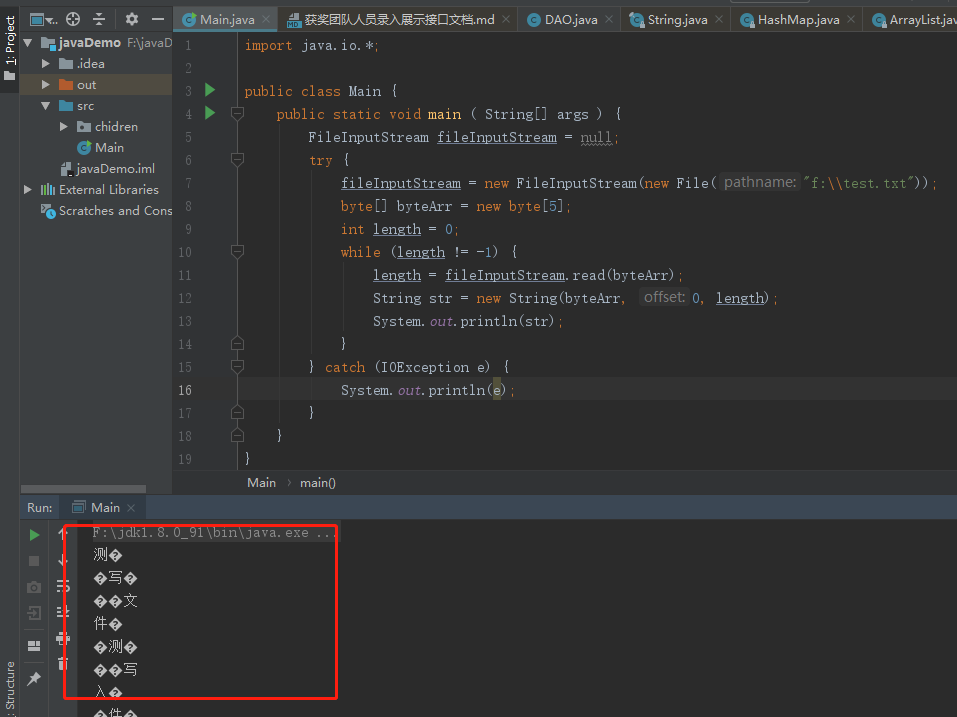 Main.java
获奖团队人员录入展示接口文档.md
DAO.java
String.java
HashMap.java
ArrayList.jav
1: Project
javaDemo F:\javaD
.idea
out
src
chidren
Main
javaDemo.iml
External Libraries
Scratches and Cons
1 import java.io.*;
2
3 public class Main {
4 public static void main ( String[] args ) {
5 FileInputStream fileInputStream = null;
6 try {
7 fileInputStream = new FileInputStream(new File( pathname: "f:\\test.txt"));
8 byte[] byteArr = new byte[5];
9 int length = 0;
10 while (length != -1) {
11 length = fileInputStream.read(byteArr);
12 String str = new String(byteArr, offset: 0, length);
13 System.out.println(str);
14 }
15 } catch (IOException e) {
16 System.out.println(e);
17 }
18 }
19 }
Main › main()
Run: Main
F:\jdk1.8.0_91\bin\java.exe ...
测�
�写�
��文
件�
�测�
��写
入�
�件�
Structure